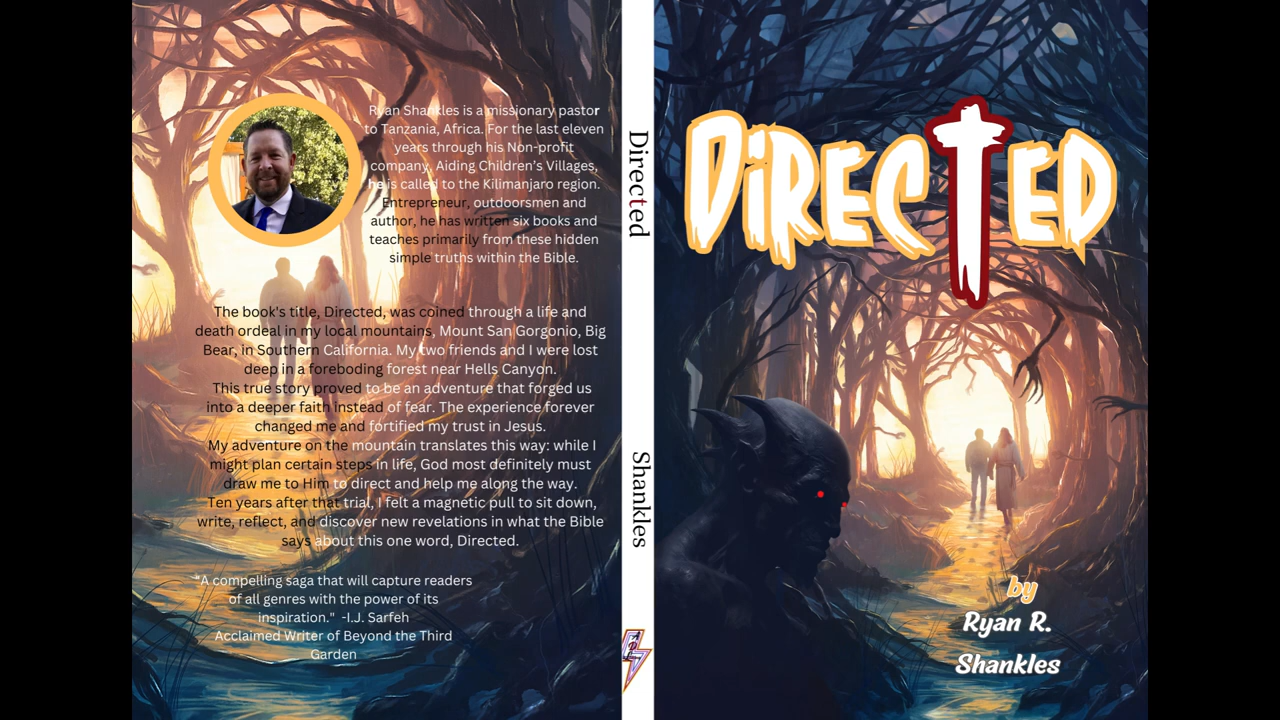 Ryan Shankles is a missionary pastor
to Tanzania, Africa. For the last eleven
years through his Non-profit
company, Aiding Children's Villages,
he is called to the Kilimanjaro region.
Entrepreneur, outdoorsmen and
author, he has written six books and
teaches primarily from these hidden
simple truths within the Bible.
The book's title, Directed, was coined through a life and
death ordeal in my local mountains, Mount San Gorgonio, Big
Bear, in Southern California. My two friends and I were lost
deep in a foreboding forest near Hells Canyon.
This true story proved to be an adventure that forged us
into a deeper faith instead of fear. The experience forever
changed me and fortified my trust in Jesus.
My adventure on the mountain translates this way: while I
might plan certain steps in life, God most definitely must
draw me to Him to direct and help me along the way.
Ten years after that trial, I felt a magnetic pull to sit down,
write, reflect, and discover new revelations in what the Bible
says about this one word, Directed.
"A compelling saga that will capture readers
of all genres with the power of its
inspiration." -I.J. Sarfeh
Acclaimed Writer of Beyond the Third
Garden
Directed
Shankles
DiRECTED
by
Ryan R.
Shankles